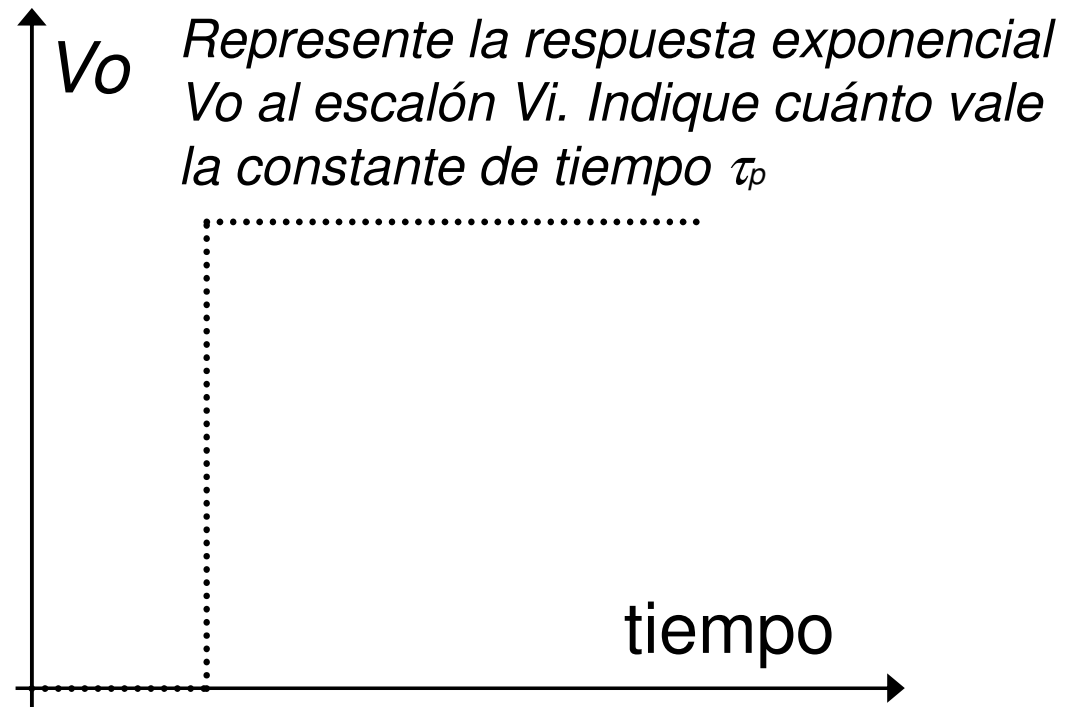 Vo
Represente la respuesta exponencial
Vo al escalón Vi. Indique cuánto vale
la constante de tiempo τp
tiempo